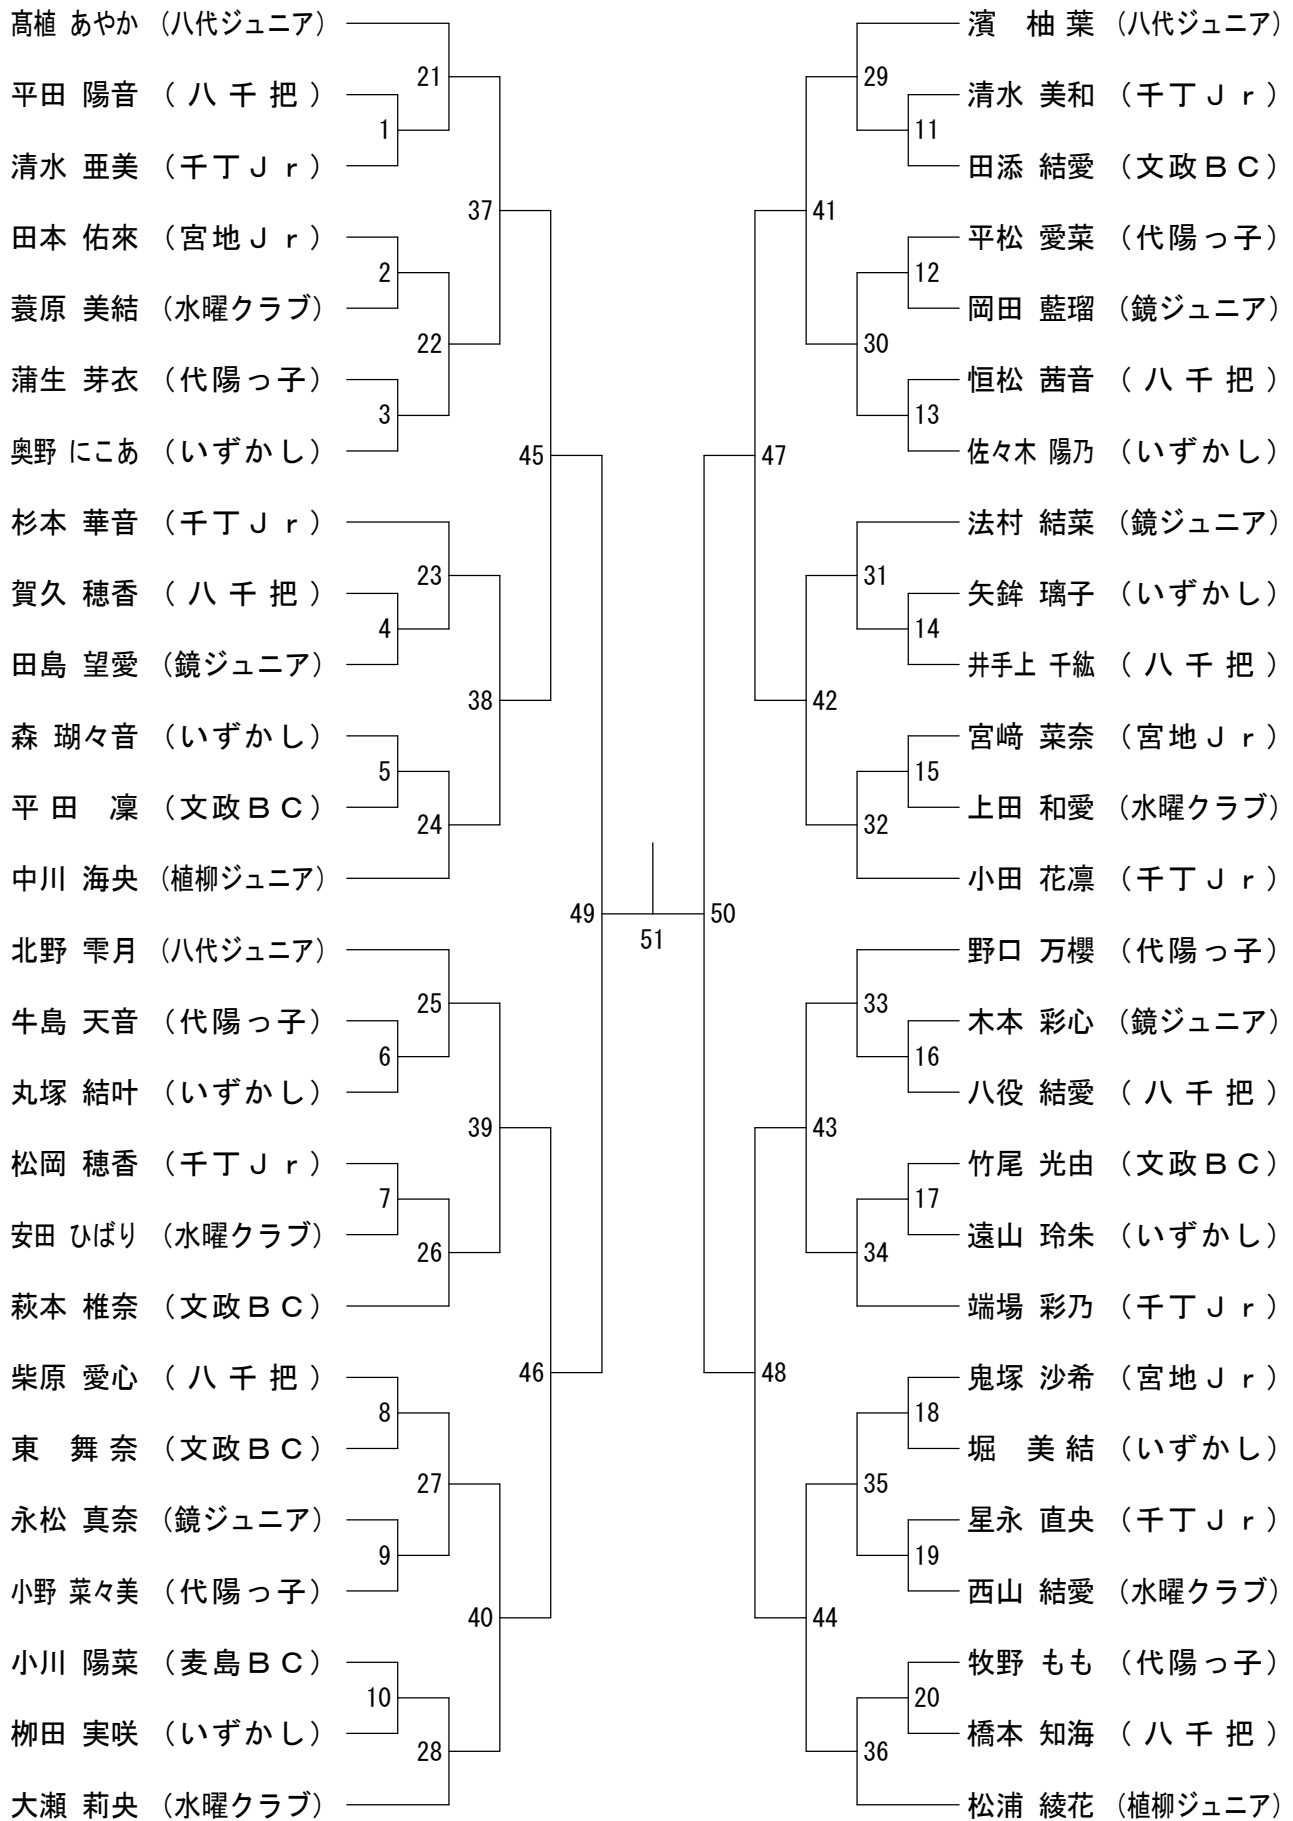 髙植 あやか (八代ジュニア)
平田 陽音 (八千把)
清水 亜美 (千丁Jr)
田本 佑來 (宮地Jr)
蓑原 美結 (水曜クラブ)
蒲生 芽衣 (代陽っ子)
奥野 にこあ (いずかし)
杉本 華音 (千丁Jr)
賀久 穂香 (八千把)
田島 望愛 (鏡ジュニア)
森 瑚々音 (いずかし)
平田 凜 (文政BC)
中川 海央 (植柳ジュニア)
北野 雫月 (八代ジュニア)
牛島 天音 (代陽っ子)
丸塚 結叶 (いずかし)
松岡 穂香 (千丁Jr)
安田 ひばり (水曜クラブ)
萩本 椎奈 (文政BC)
柴原 愛心 (八千把)
東 舞奈 (文政BC)
永松 真奈 (鏡ジュニア)
小野 菜々美 (代陽っ子)
小川 陽菜 (麦島BC)
栁田 実咲 (いずかし)
大瀬 莉央 (水曜クラブ)
1
2
3
4
5
6
7
8
9
10
21
22
23
24
25
26
27
28
37
38
39
40
45
46
49
51
50
47
48
41
42
43
44
29
30
31
32
33
34
35
36
11
12
13
14
15
16
17
18
19
20
濱 柚葉 (八代ジュニア)
清水 美和 (千丁Jr)
田添 結愛 (文政BC)
平松 愛菜 (代陽っ子)
岡田 藍瑠 (鏡ジュニア)
恒松 茜音 (八千把)
佐々木 陽乃 (いずかし)
法村 結菜 (鏡ジュニア)
矢鉾 璃子 (いずかし)
井手上 千紘 (八千把)
宮﨑 菜奈 (宮地Jr)
上田 和愛 (水曜クラブ)
小田 花凛 (千丁Jr)
野口 万櫻 (代陽っ子)
木本 彩心 (鏡ジュニア)
八役 結愛 (八千把)
竹尾 光由 (文政BC)
遠山 玲朱 (いずかし)
端場 彩乃 (千丁Jr)
鬼塚 沙希 (宮地Jr)
堀 美結 (いずかし)
星永 直央 (千丁Jr)
西山 結愛 (水曜クラブ)
牧野 もも (代陽っ子)
橋本 知海 (八千把)
松浦 綾花 (植柳ジュニア)